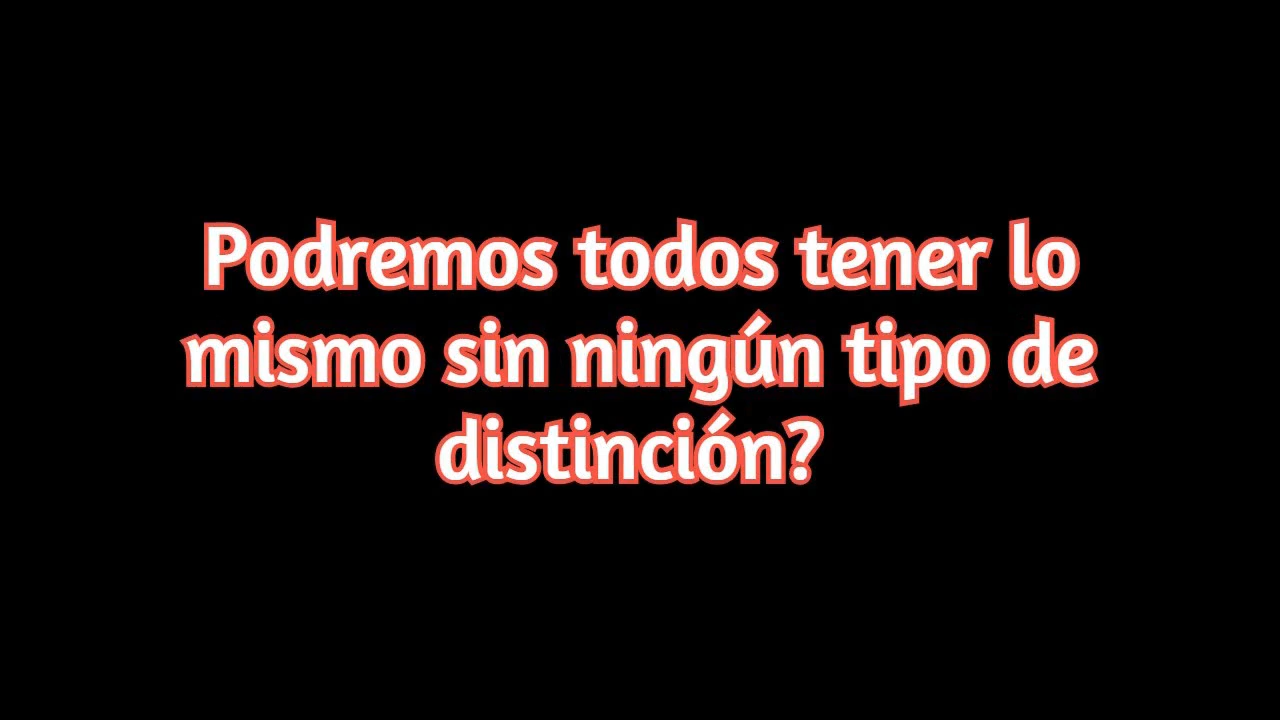 Podremos todos tener lo
mismo sin ningún tipo de
distinción?